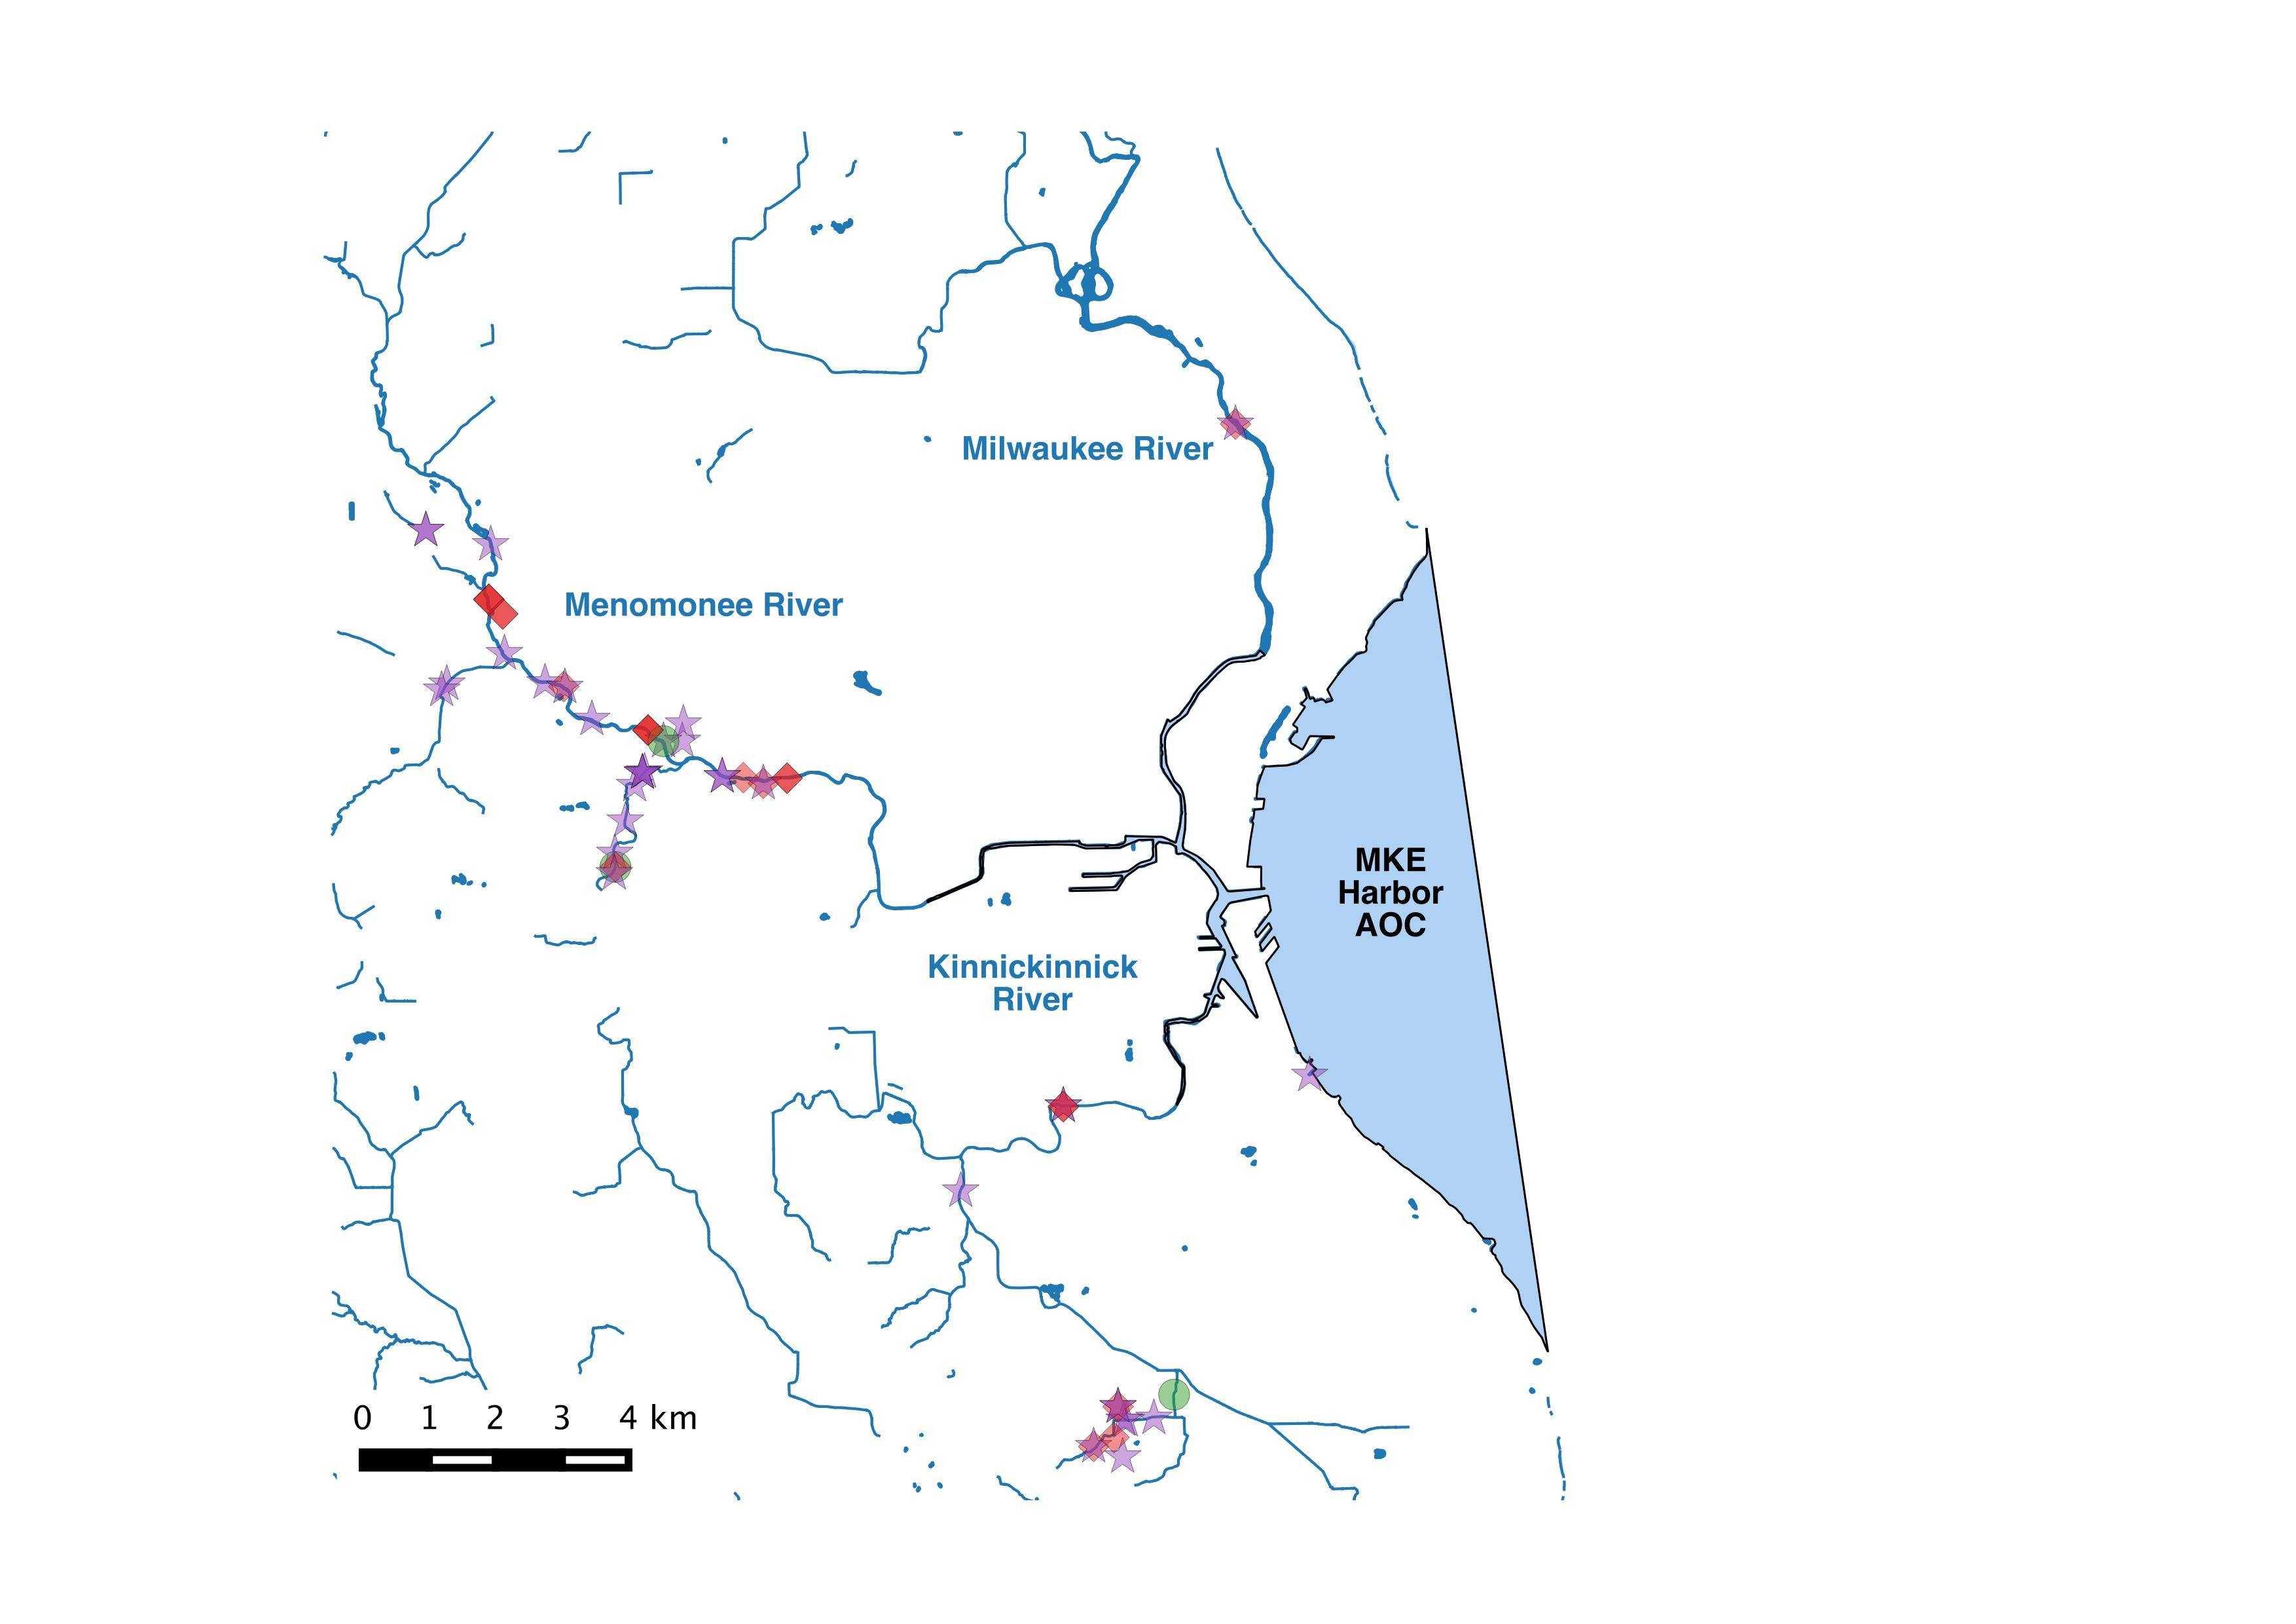 Milwaukee River
Menomonee River
MKE
Harbor
AOC
Kinnickinnick
River
0 1 2 3 4 km